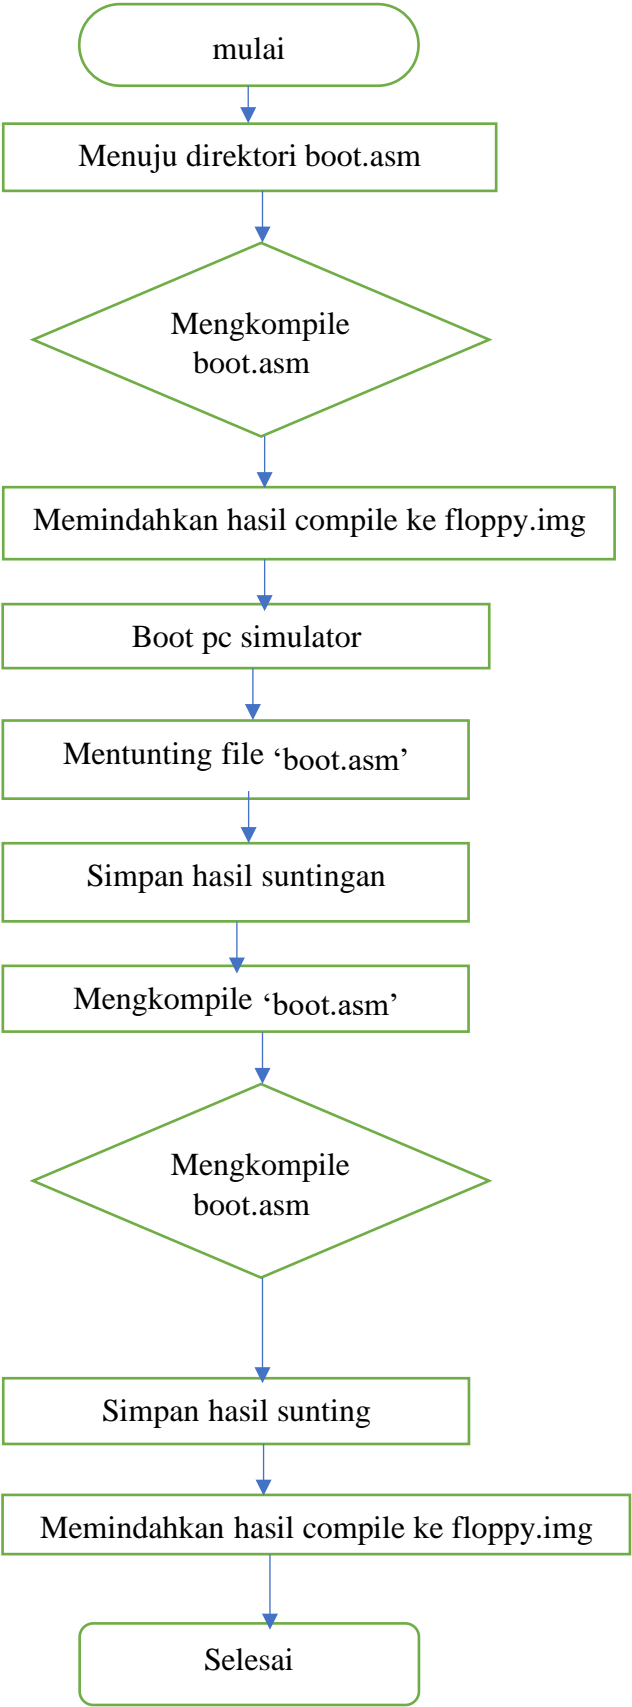 mulai
Menuju direktori boot.asm
Mengkompile
boot.asm
Memindahkan hasil compile ke floppy.img
Boot pc simulator
Mentunting file ‘boot.asm’
Simpan hasil suntingan
Mengkompile ‘boot.asm’
Mengkompile
boot.asm
Simpan hasil sunting
Memindahkan hasil compile ke floppy.img
Selesai